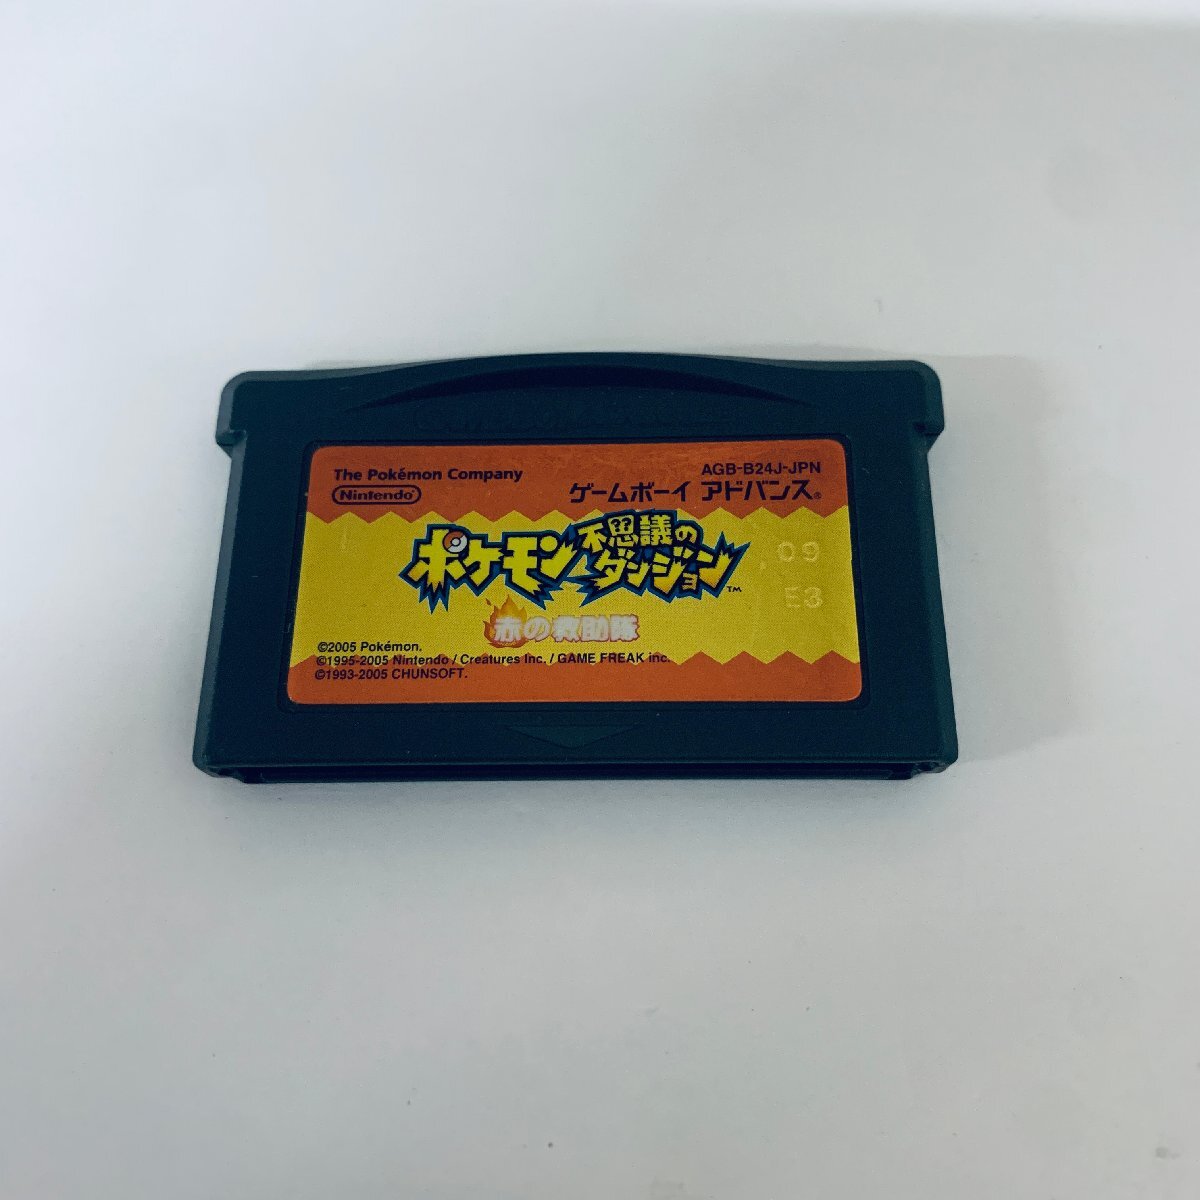 The Pokémon Company
Nintendo
AGB-B24J-JPN
ゲームボーイ アドバンス®
ポケモン不思議のダンジョン™
赤の救助隊
09
E3
©2005 Pokémon.
©1995-2005 Nintendo / Creatures Inc. / GAME FREAK inc.
©1993-2005 CHUNSOFT.